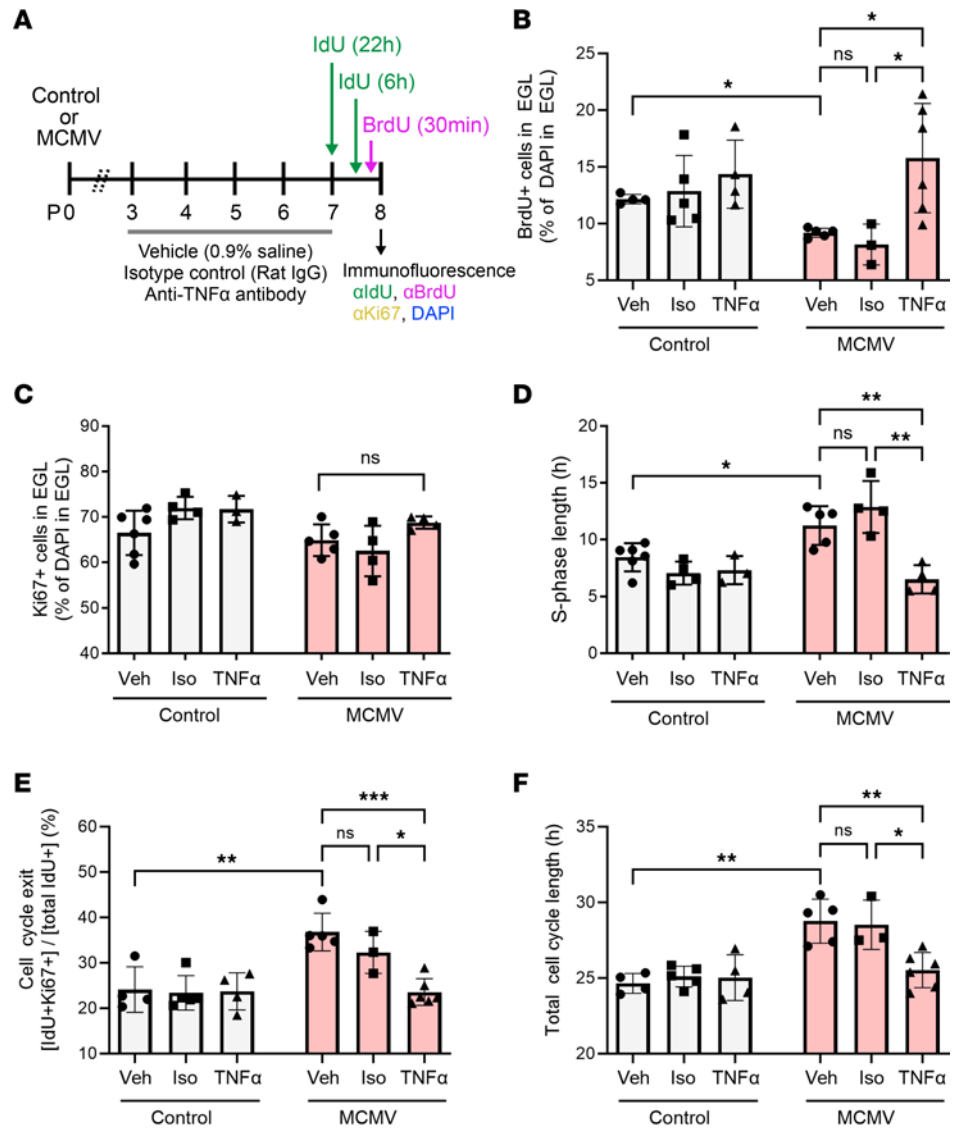 A
IdU (22h)
IdU (6h)
BrdU (30min)
Control
or
MCMV
P 0 3 4 5 6 7 8
Vehicle (0.9% saline)
Isotype control (Rat IgG)
Anti-TNFα antibody
Immunofluorescence
αIdU, αBrdU
αKi67, DAPI
B
BrdU+ cells in EGL
(% of DAPI in EGL)
25
20
15
10
5
*
*
ns
*
Veh Iso TNFα Veh Iso TNFα
Control MCMV
C
Ki67+ cells in EGL
(% of DAPI in EGL)
90
80
70
60
50
40
ns
Veh Iso TNFα Veh Iso TNFα
Control MCMV
D
S-phase length (h)
20
15
10
5
0
**
ns
**
*
Veh Iso TNFα Veh Iso TNFα
Control MCMV
E
Cell cycle exit
[IdU+Ki67+] / [total IdU+] (%)
60
50
40
30
20
10
***
ns
*
**
Veh Iso TNFα Veh Iso TNFα
Control MCMV
F
Total cell cycle length (h)
35
30
25
20
**
ns
*
**
Veh Iso TNFα Veh Iso TNFα
Control MCMV